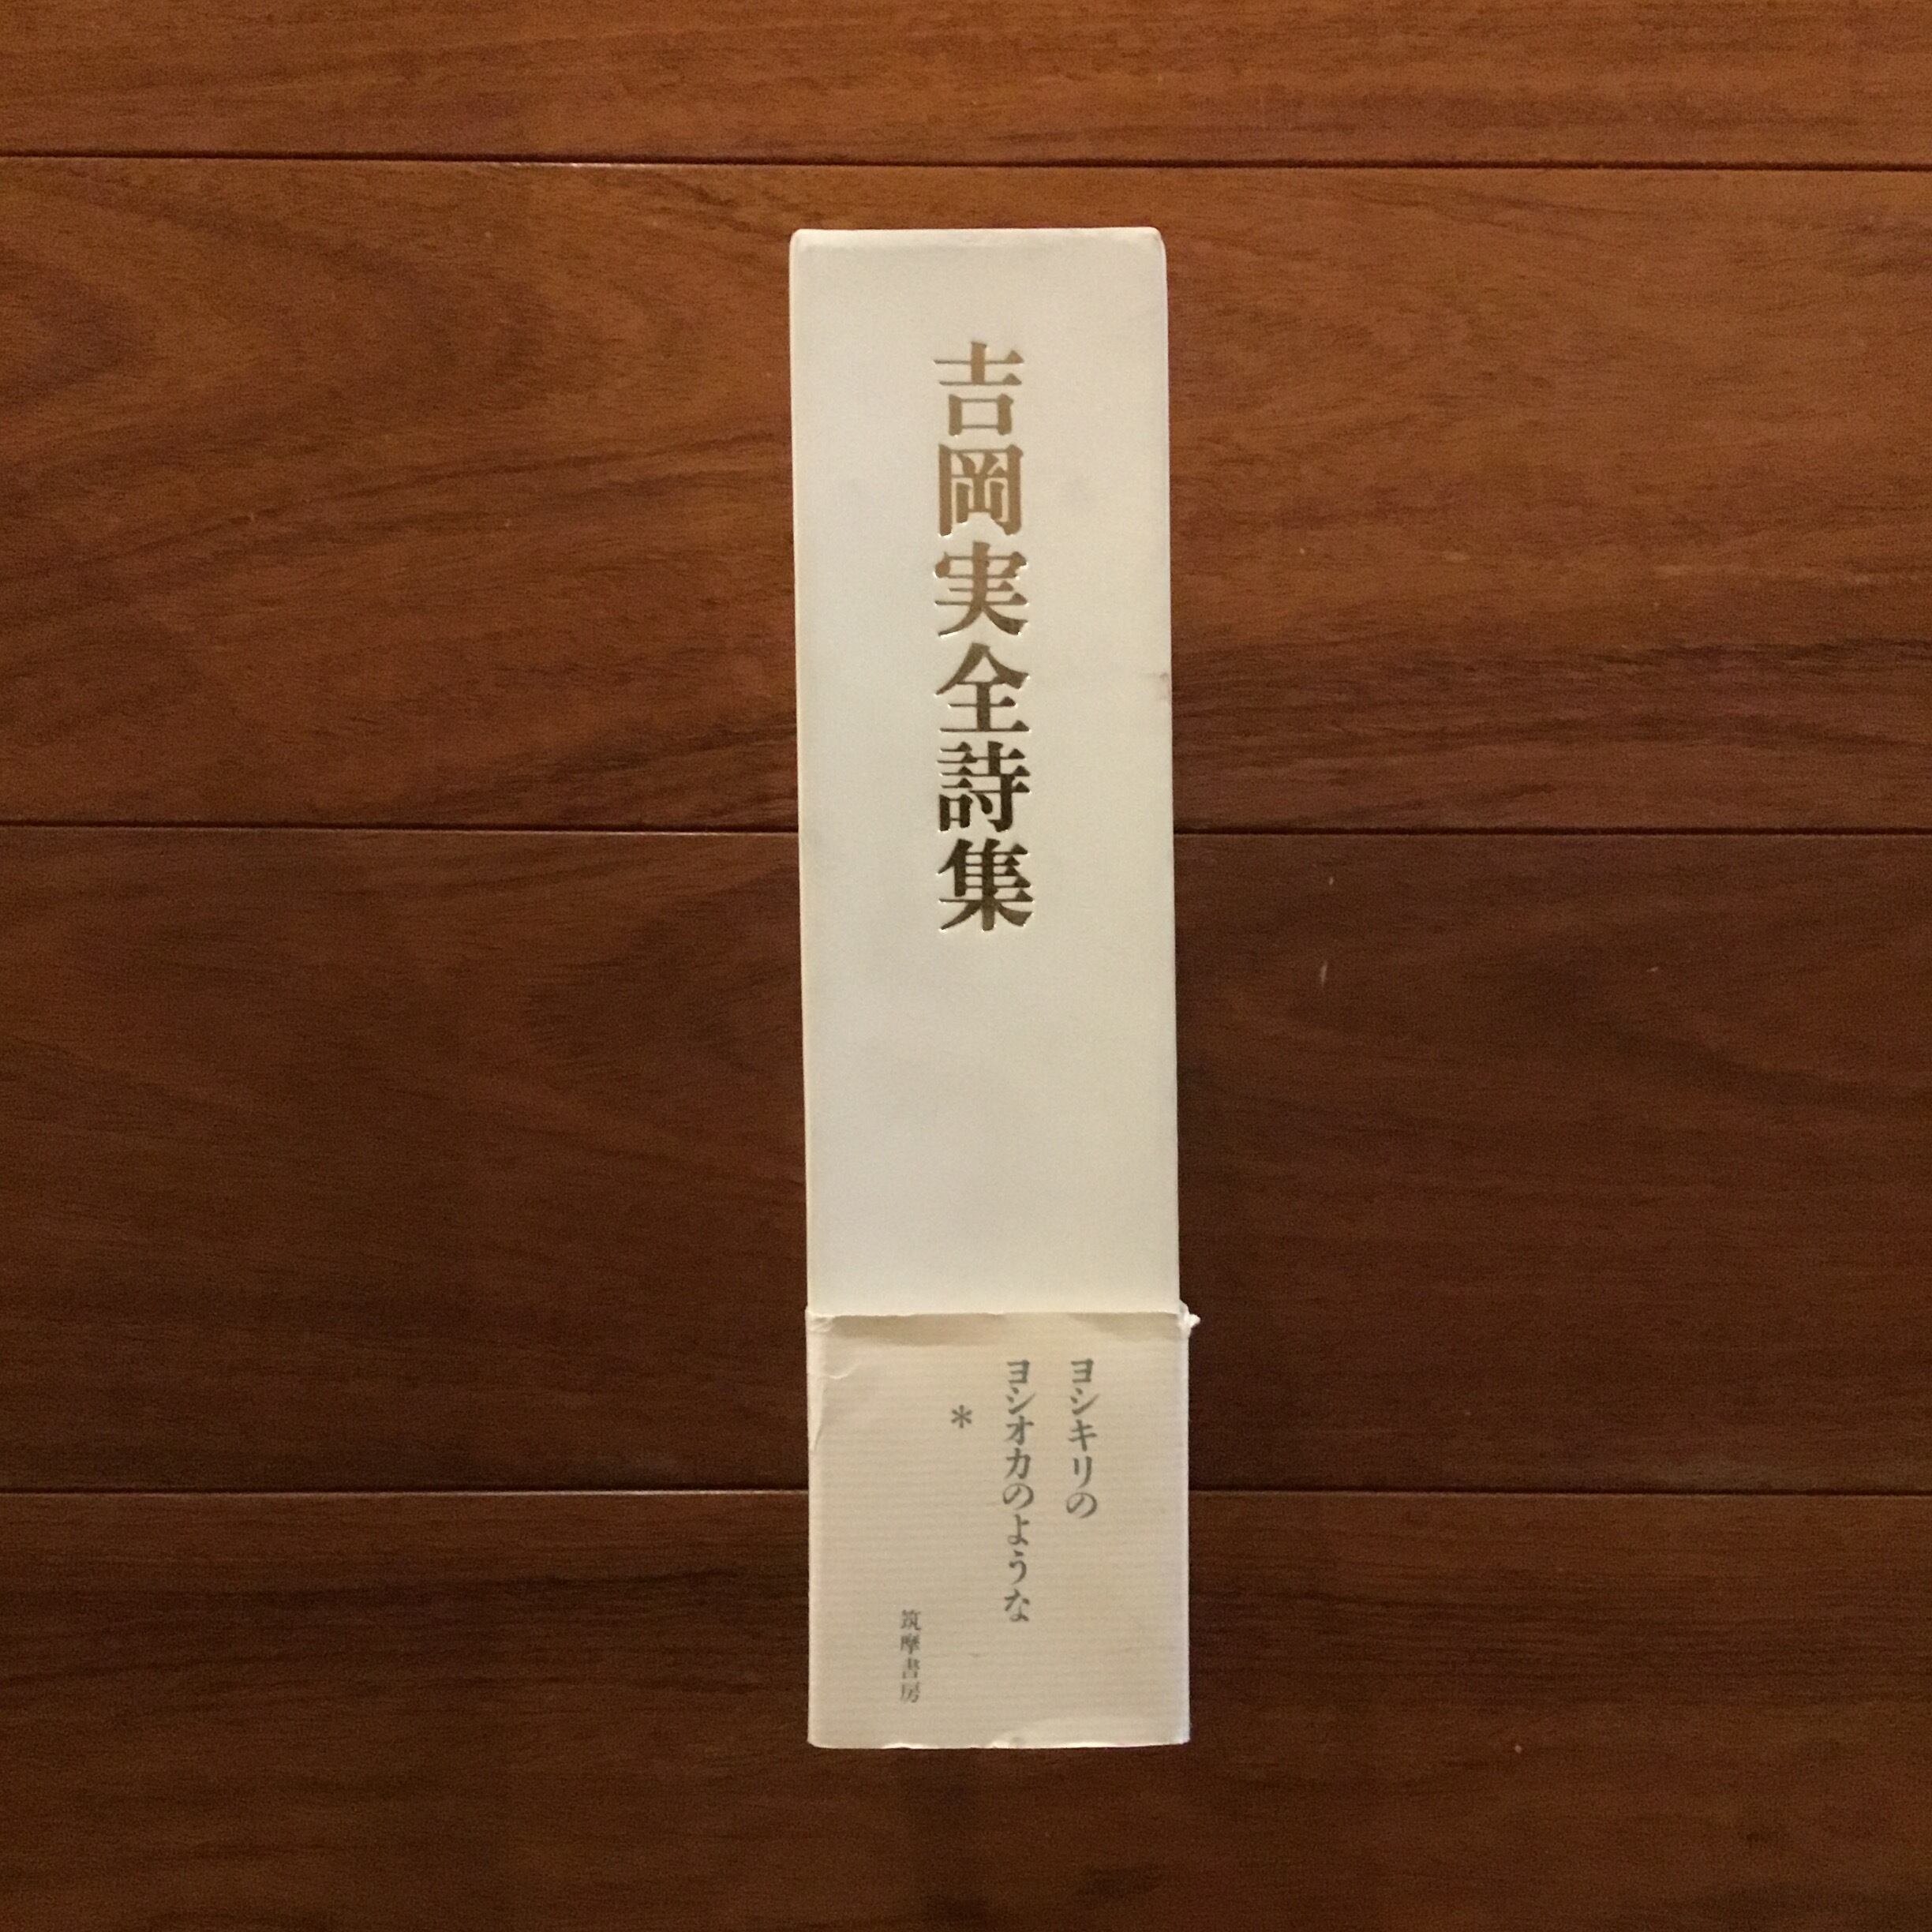 吉岡実全詩集
ヨシキリの
ヨシオカのような
＊
筑摩書房